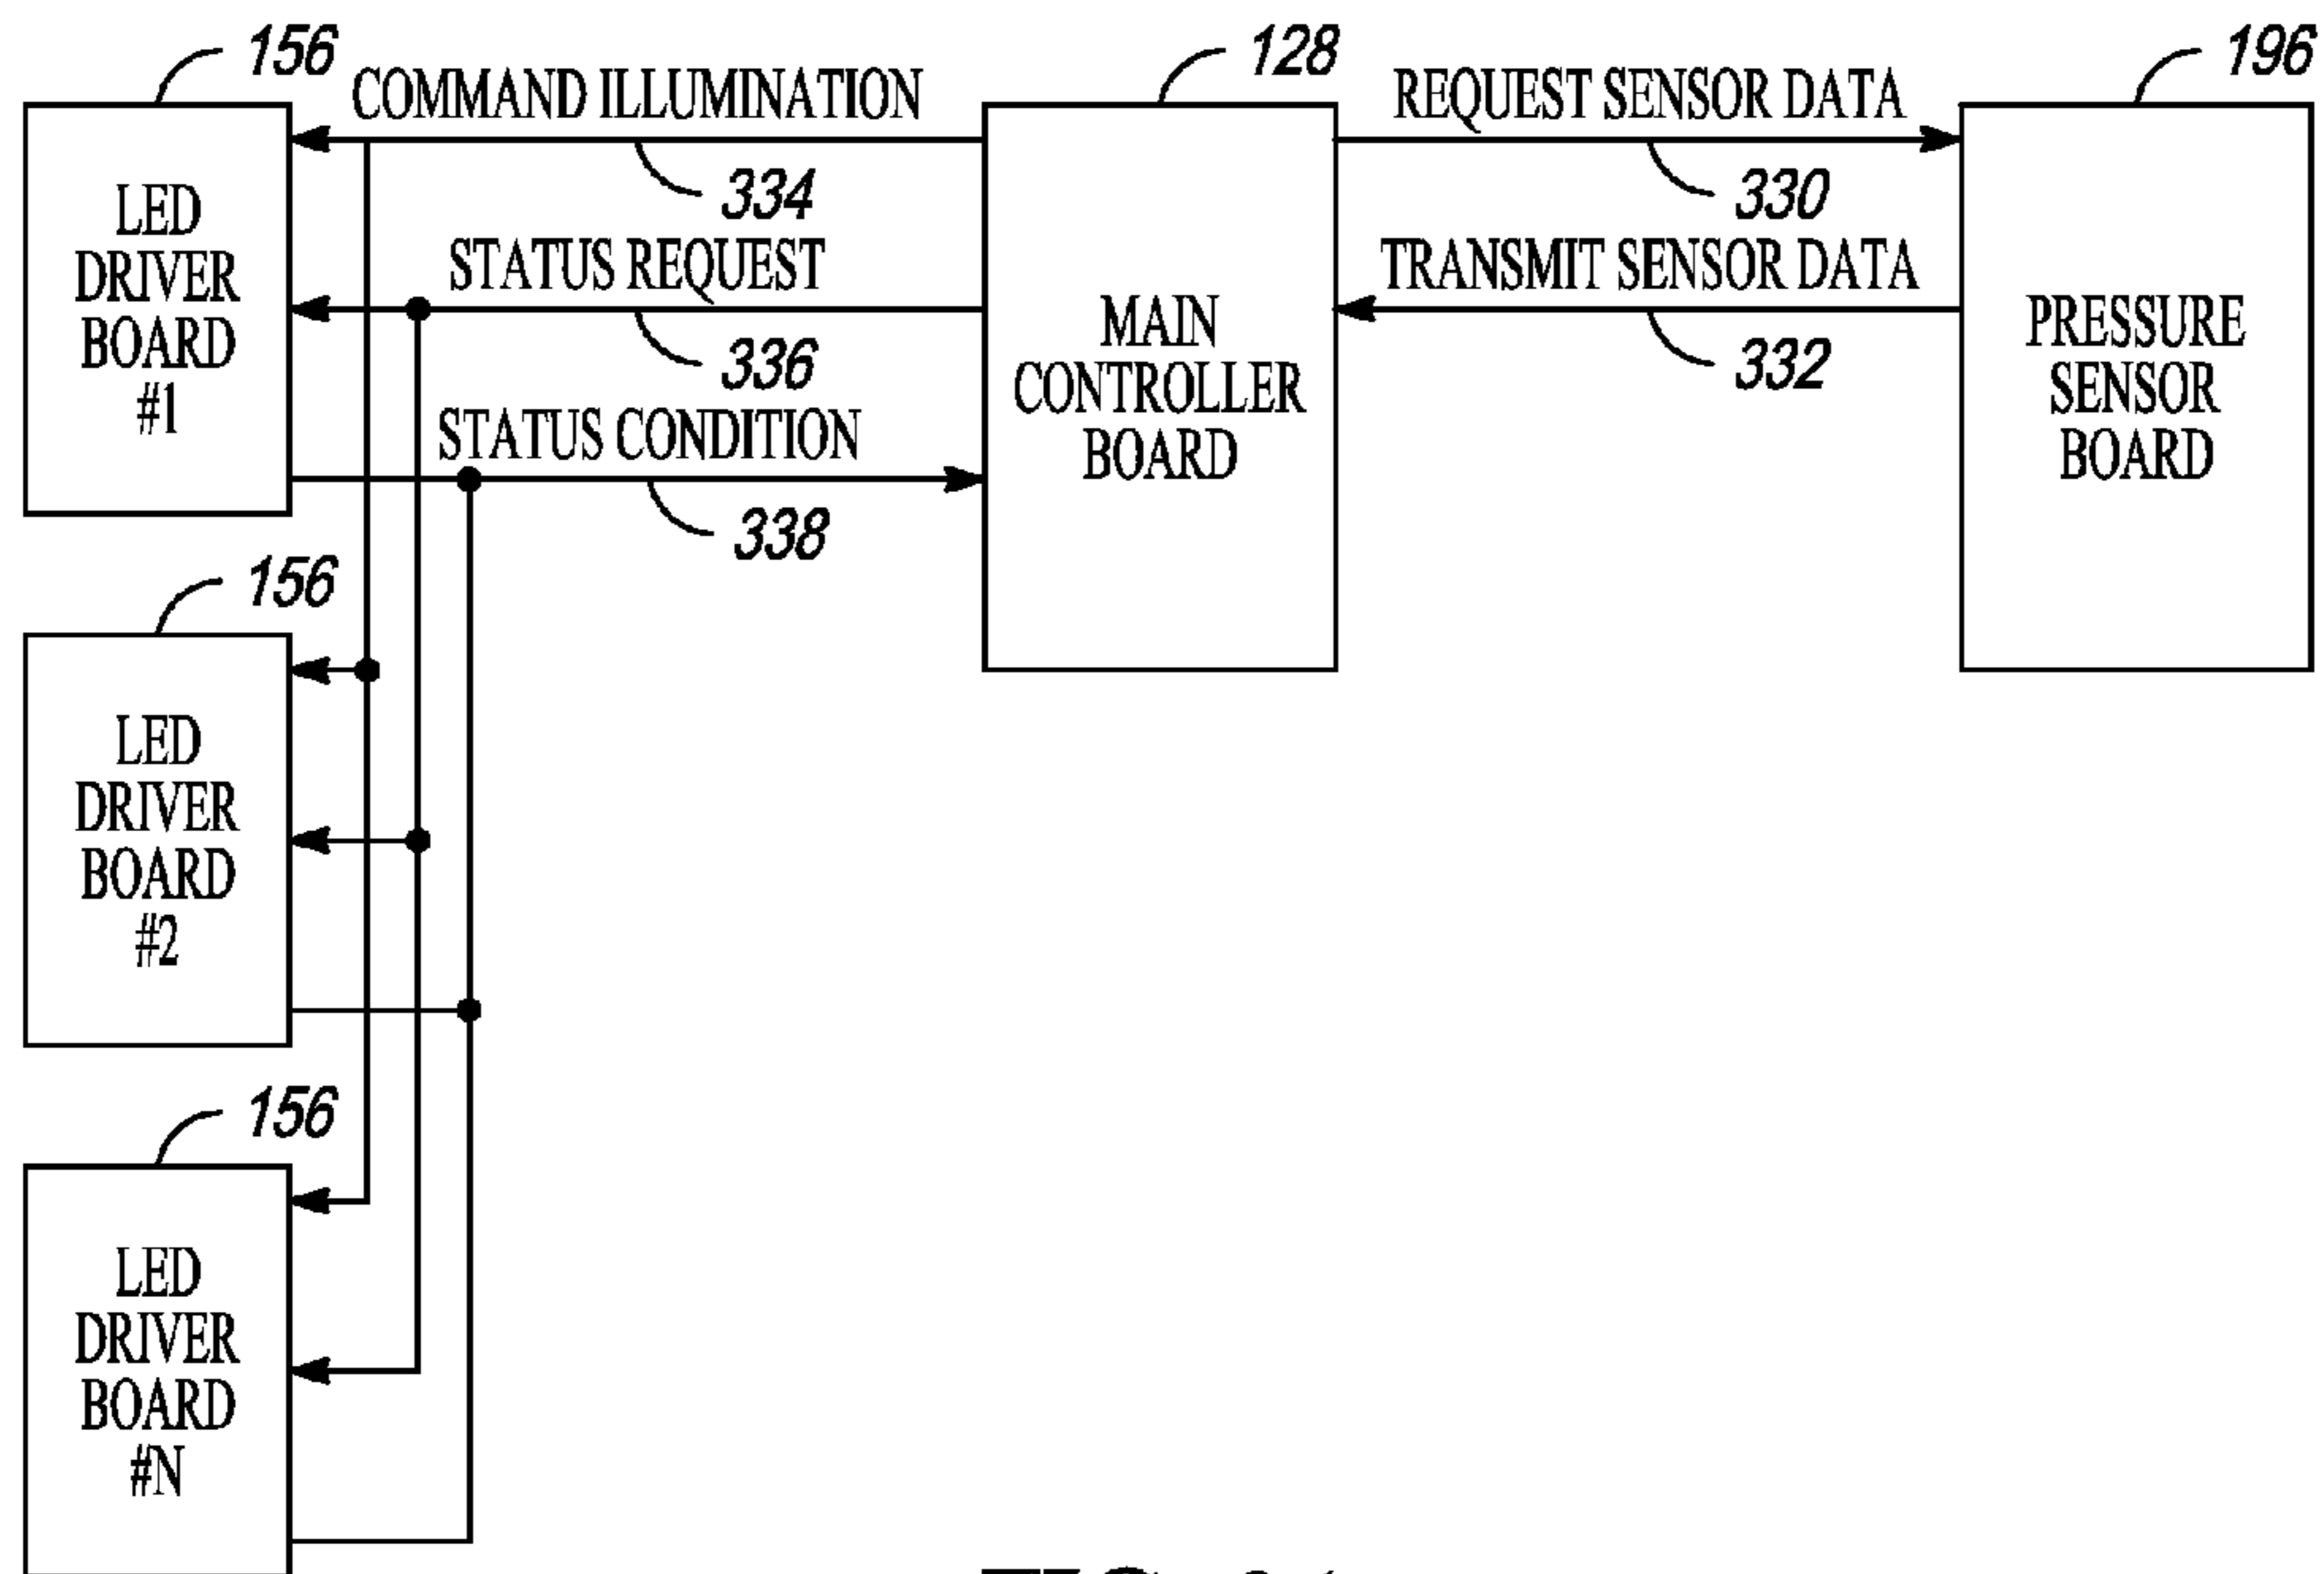 156
COMMAND ILLUMINATION
128
REQUEST SENSOR DATA
196
334
330
LED
DRIVER
BOARD
#1
STATUS REQUEST
336
TRANSMIT SENSOR DATA
332
MAIN
CONTROLLER
BOARD
PRESSURE
SENSOR
BOARD
STATUS CONDITION
338
156
LED
DRIVER
BOARD
#2
156
LED
DRIVER
BOARD
#N